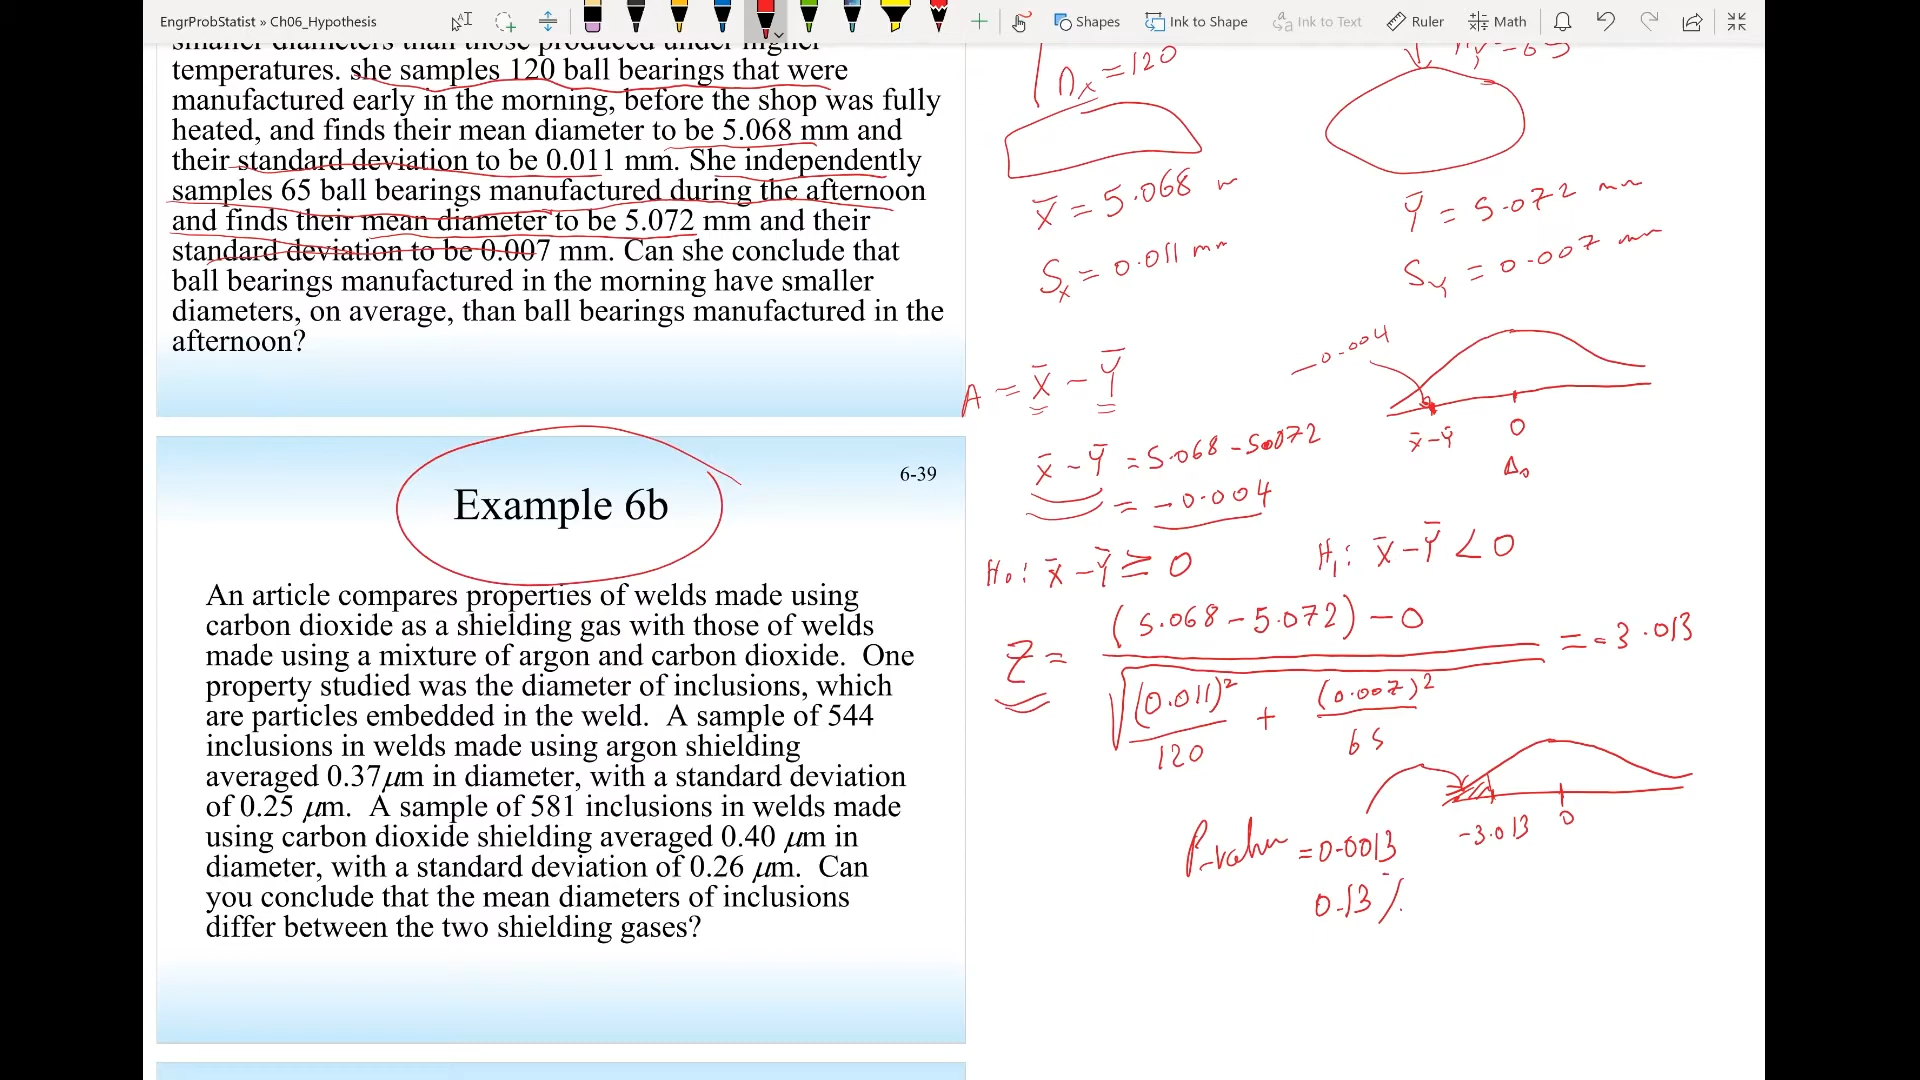 EngrProbStatist » Ch06_Hypothesis
Shapes
Ink to Shape
Ink to Text
Ruler
Math
smaller diameters than those produced under higher
temperatures. she samples 120 ball bearings that were
manufactured early in the morning, before the shop was fully
heated, and finds their mean diameter to be 5.068 mm and
their standard deviation to be 0.011 mm. She independently
samples 65 ball bearings manufactured during the afternoon
and finds their mean diameter to be 5.072 mm and their
standard deviation to be 0.007 mm. Can she conclude that
ball bearings manufactured in the morning have smaller
diameters, on average, than ball bearings manufactured in the
afternoon?
6-39
Example 6b
An article compares properties of welds made using
carbon dioxide as a shielding gas with those of welds
made using a mixture of argon and carbon dioxide. One
property studied was the diameter of inclusions, which
are particles embedded in the weld. A sample of 544
inclusions in welds made using argon shielding
averaged 0.37μm in diameter, with a standard deviation
of 0.25 μm. A sample of 581 inclusions in welds made
using carbon dioxide shielding averaged 0.40 μm in
diameter, with a standard deviation of 0.26 μm. Can
you conclude that the mean diameters of inclusions
differ between the two shielding gases?
nₓ = 120
X̄ = 5.068 m
Sₓ = 0.011 mm
Ȳ = 5.072 mm
S_Y = 0.007 mm
-0.004
X̄-Ȳ 0
Δ₀
A = X̄ - Ȳ
X̄ - Ȳ = 5.068 - 5.072
= -0.004
H₀: X̄ - Ȳ ≥ 0
H₁: X̄ - Ȳ < 0
Z = (5.068 - 5.072) - 0 = -3.013
√ (0.011)² + (0.007)²
120 65
-3.013 0
P-value = 0.0013
0.13 %